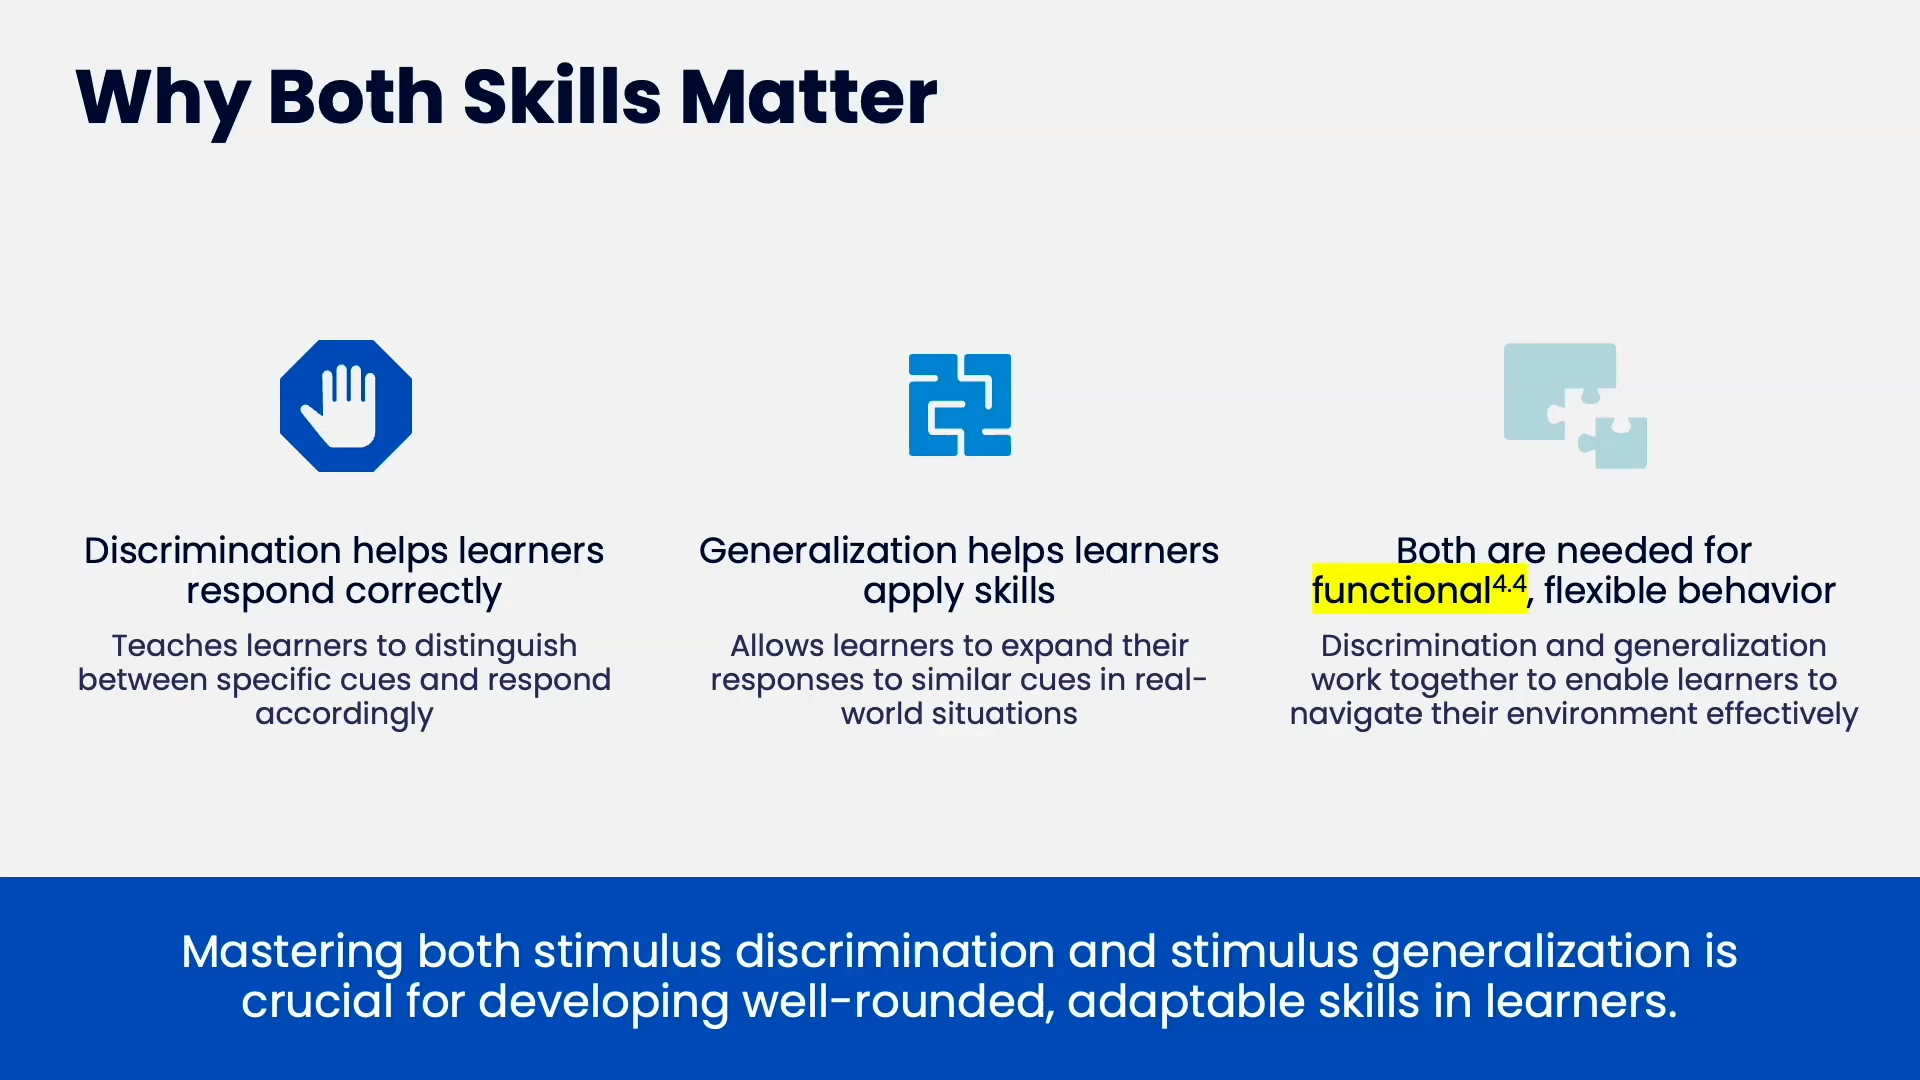 Why Both Skills Matter
Discrimination helps learners
respond correctly
Teaches learners to distinguish
between specific cues and respond
accordingly
Generalization helps learners
apply skills
Allows learners to expand their
responses to similar cues in real-
world situations
Both are needed for
functional⁴·⁴, flexible behavior
Discrimination and generalization
work together to enable learners to
navigate their environment effectively
Mastering both stimulus discrimination and stimulus generalization is
crucial for developing well-rounded, adaptable skills in learners.